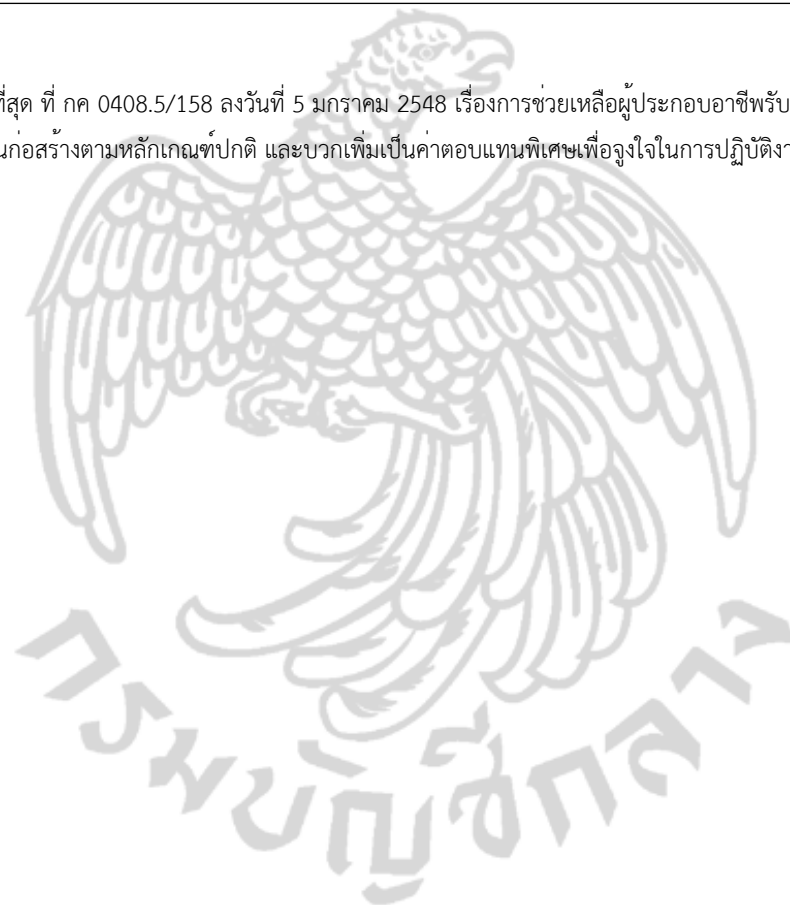 ที่สุด ที่ กค 0408.5/158 ลงวันที่ 5 มกราคม 2548 เรื่องการช่วยเหลือผู้ประกอบอาชีพรับ
นก่อสร้างตามหลักเกณฑ์ปกติ และบวกเพิ่มเป็นค่าตอบแทนพิเศษเพื่อจูงใจในการปฏิบัติงา
กรมบัญชีกลาง